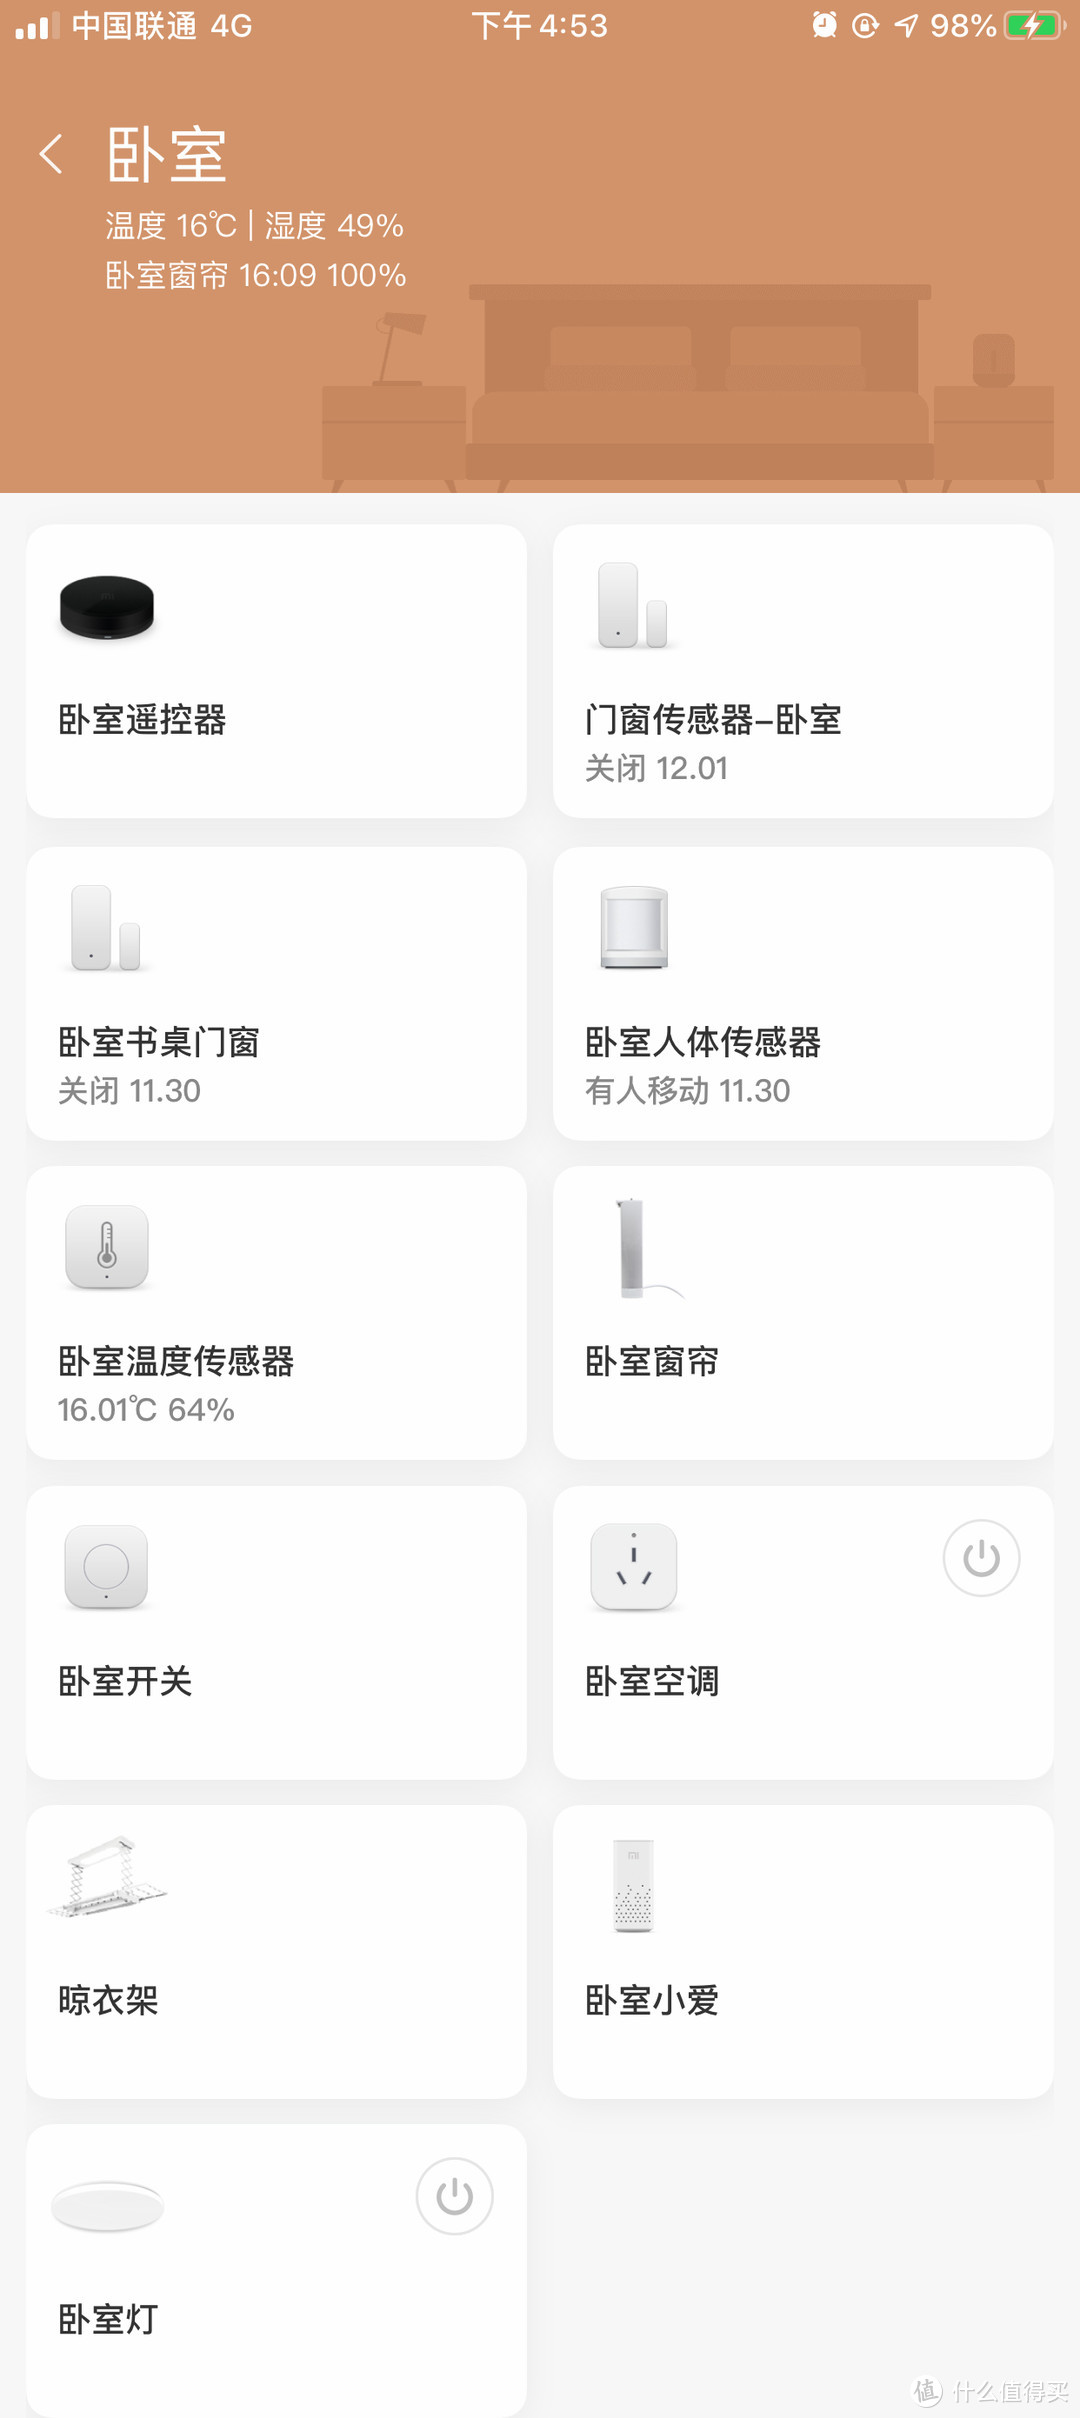 中国联通 4G 下午 4:53 98%
卧室
温度 16℃ | 湿度 49%
卧室窗帘 16:09 100%
卧室遥控器
门窗传感器-卧室
关闭 12.01
卧室书桌门窗
关闭 11.30
卧室人体传感器
有人移动 11.30
卧室温度传感器
16.01℃ 64%
卧室窗帘
卧室开关
卧室空调
晾衣架
卧室小爱
卧室灯
值 什么值得买